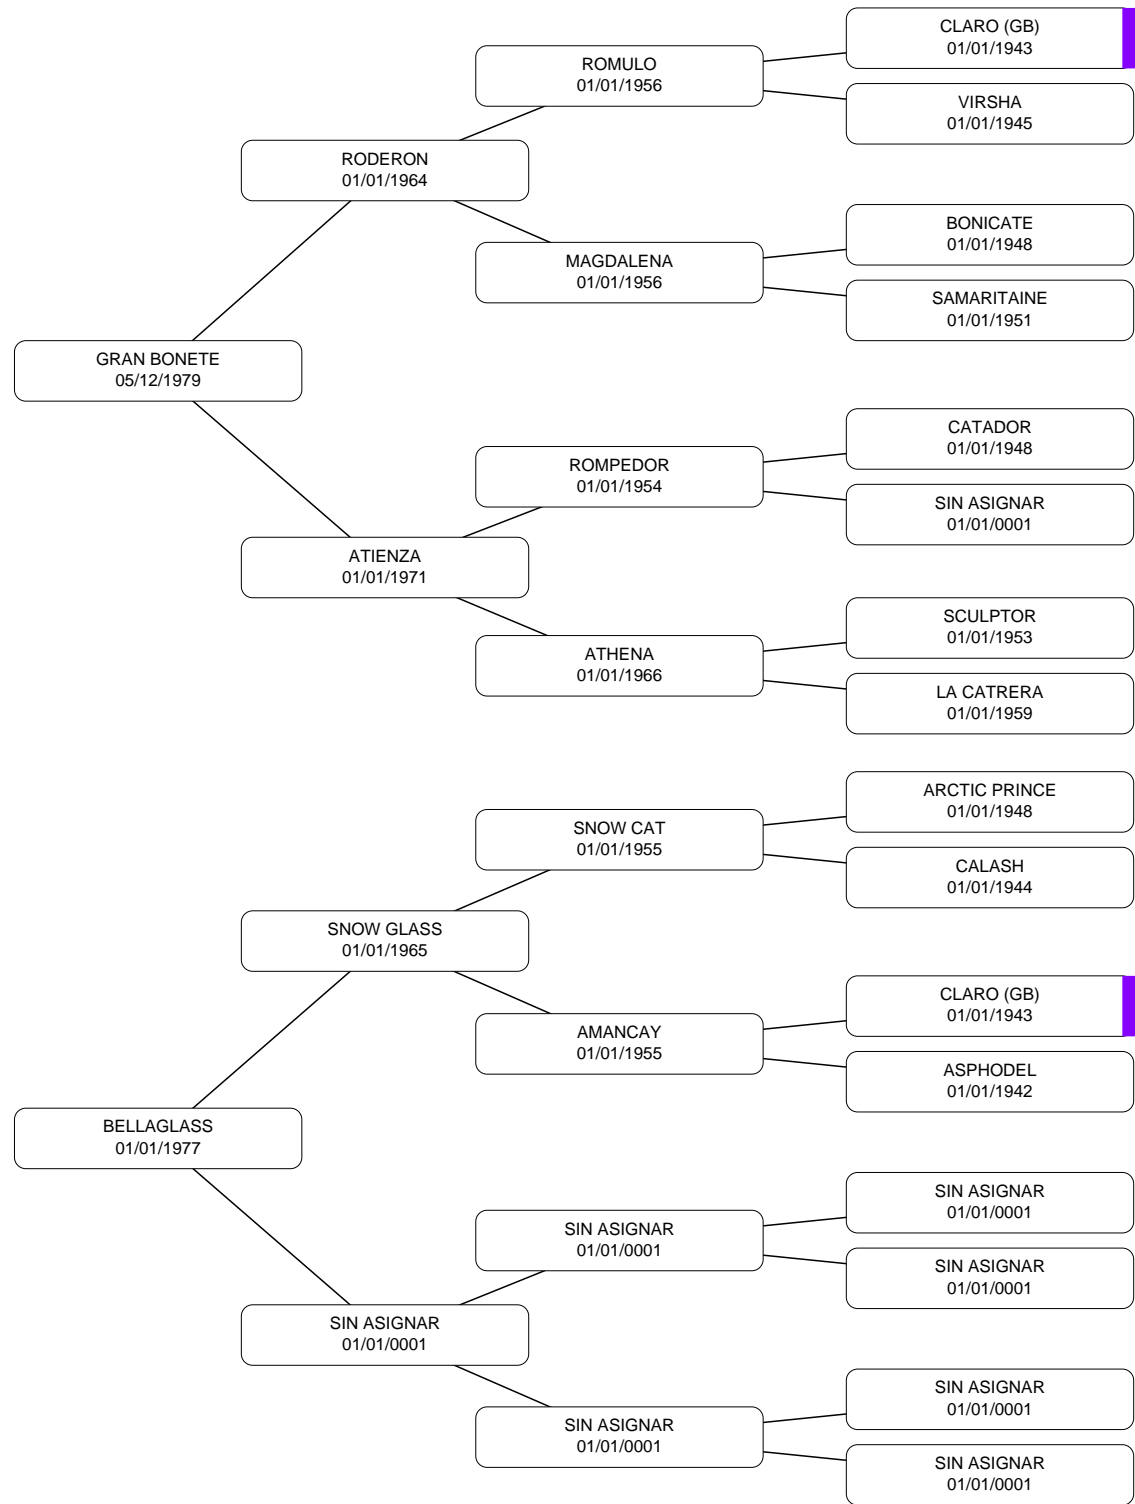 CLARO (GB)
01/01/1943
ROMULO
01/01/1956
VIRSHA
01/01/1945
RODERON
01/01/1964
BONICATE
01/01/1948
MAGDALENA
01/01/1956
SAMARITAINE
01/01/1951
GRAN BONETE
05/12/1979
CATADOR
01/01/1948
ROMPEDOR
01/01/1954
SIN ASIGNAR
01/01/0001
ATIENZA
01/01/1971
SCULPTOR
01/01/1953
ATHENA
01/01/1966
LA CATRERA
01/01/1959
ARCTIC PRINCE
01/01/1948
SNOW CAT
01/01/1955
CALASH
01/01/1944
SNOW GLASS
01/01/1965
CLARO (GB)
01/01/1943
AMANCAY
01/01/1955
ASPHODEL
01/01/1942
BELLAGLASS
01/01/1977
SIN ASIGNAR
01/01/0001
SIN ASIGNAR
01/01/0001
SIN ASIGNAR
01/01/0001
SIN ASIGNAR
01/01/0001
SIN ASIGNAR
01/01/0001
SIN ASIGNAR
01/01/0001
SIN ASIGNAR
01/01/0001